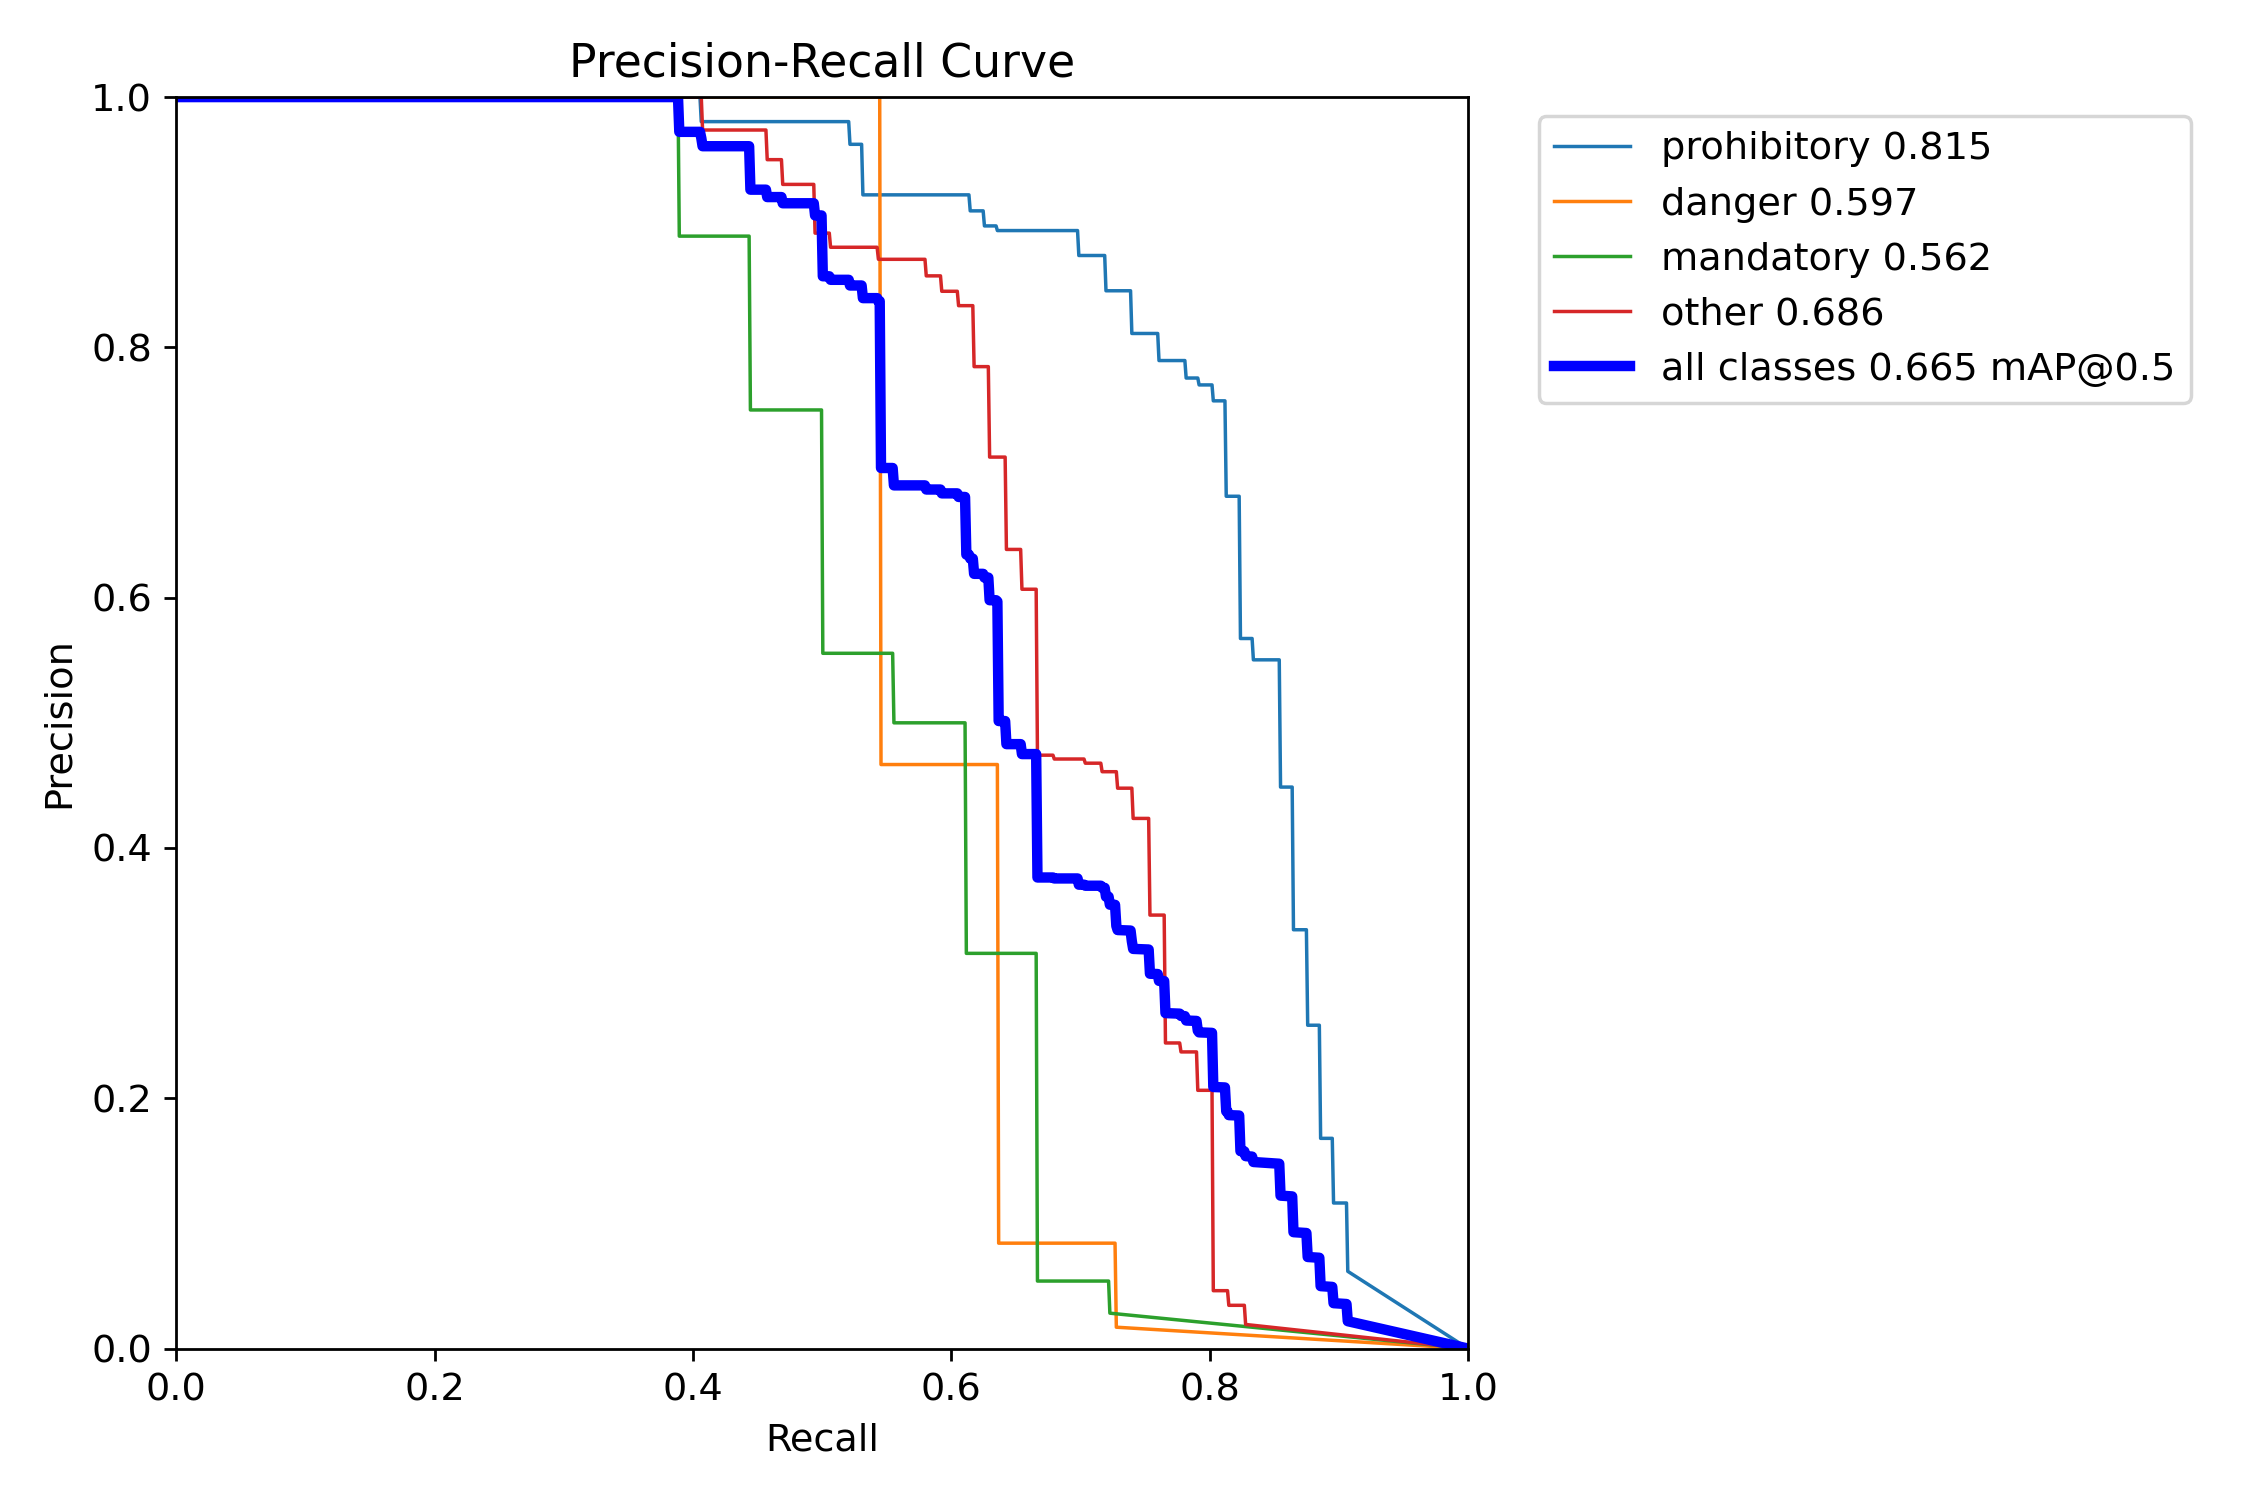 Precision-Recall Curve
1.0
0.8
0.6
0.4
0.2
0.0
Precision
0.0 0.2 0.4 0.6 0.8 1.0
Recall
prohibitory 0.815
danger 0.597
mandatory 0.562
other 0.686
all classes 0.665 mAP@0.5